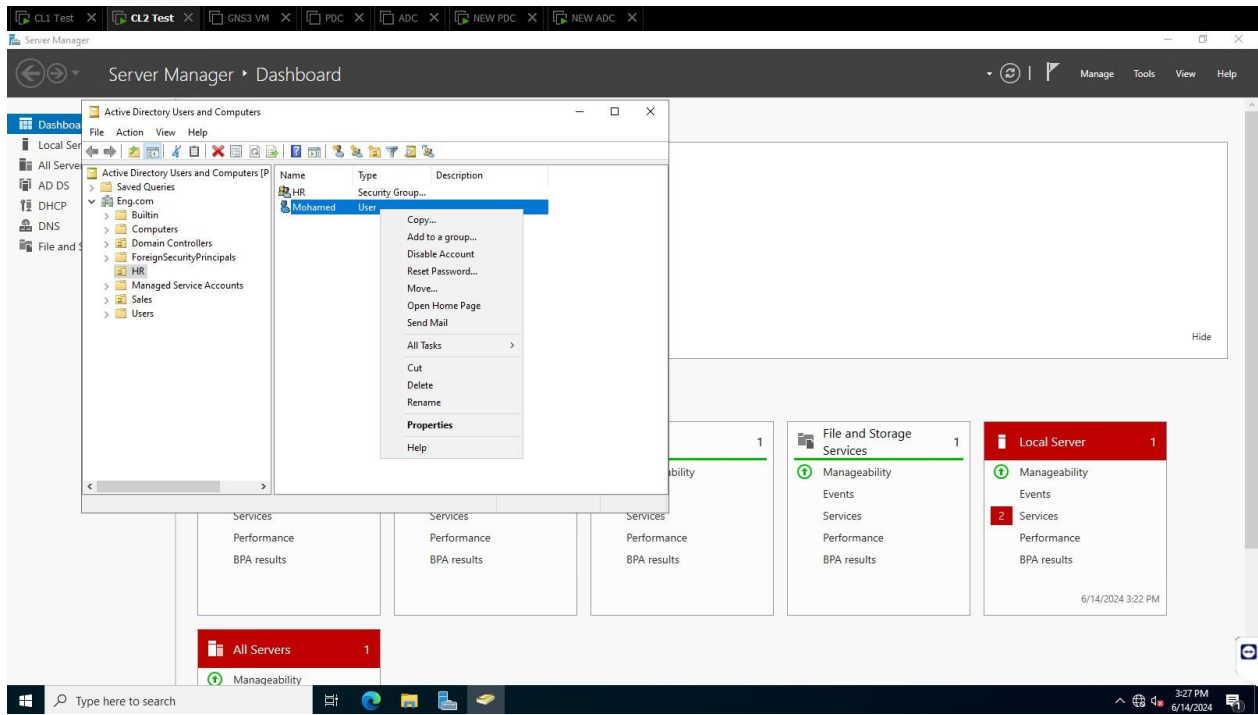 CL1 Test
CL2 Test
GNS3 VM
PDC
ADC
NEW PDC
NEW ADC
Server Manager
Server Manager • Dashboard
Manage Tools View Help
Dashboa
Local Ser
All Server
AD DS
DHCP
DNS
File and S
Active Directory Users and Computers
File Action View Help
Active Directory Users and Computers [P
Saved Queries
Eng.com
Builtin
Computers
Domain Controllers
ForeignSecurityPrincipals
HR
Managed Service Accounts
Sales
Users
Name Type Description
HR Security Group...
Mohamed User
Copy...
Add to a group...
Disable Account
Reset Password...
Move...
Open Home Page
Send Mail
All Tasks
Cut
Delete
Rename
Properties
Help
Hide
Services
Performance
BPA results
Services
Performance
BPA results
1
ability
Services
Performance
BPA results
File and Storage
Services
1
Manageability
Events
Services
Performance
BPA results
Local Server 1
Manageability
Events
2 Services
Performance
BPA results
6/14/2024 3:22 PM
All Servers 1
Manageability
Type here to search
3:27 PM
6/14/2024
1